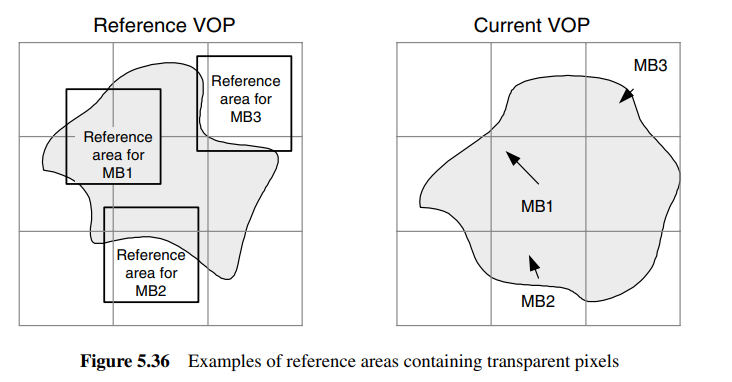 Reference VOP
Current VOP
Reference
area for
MB3
MB3
Reference
area for
MB1
MB1
Reference
area for
MB2
MB2
Figure 5.36 Examples of reference areas containing transparent pixels